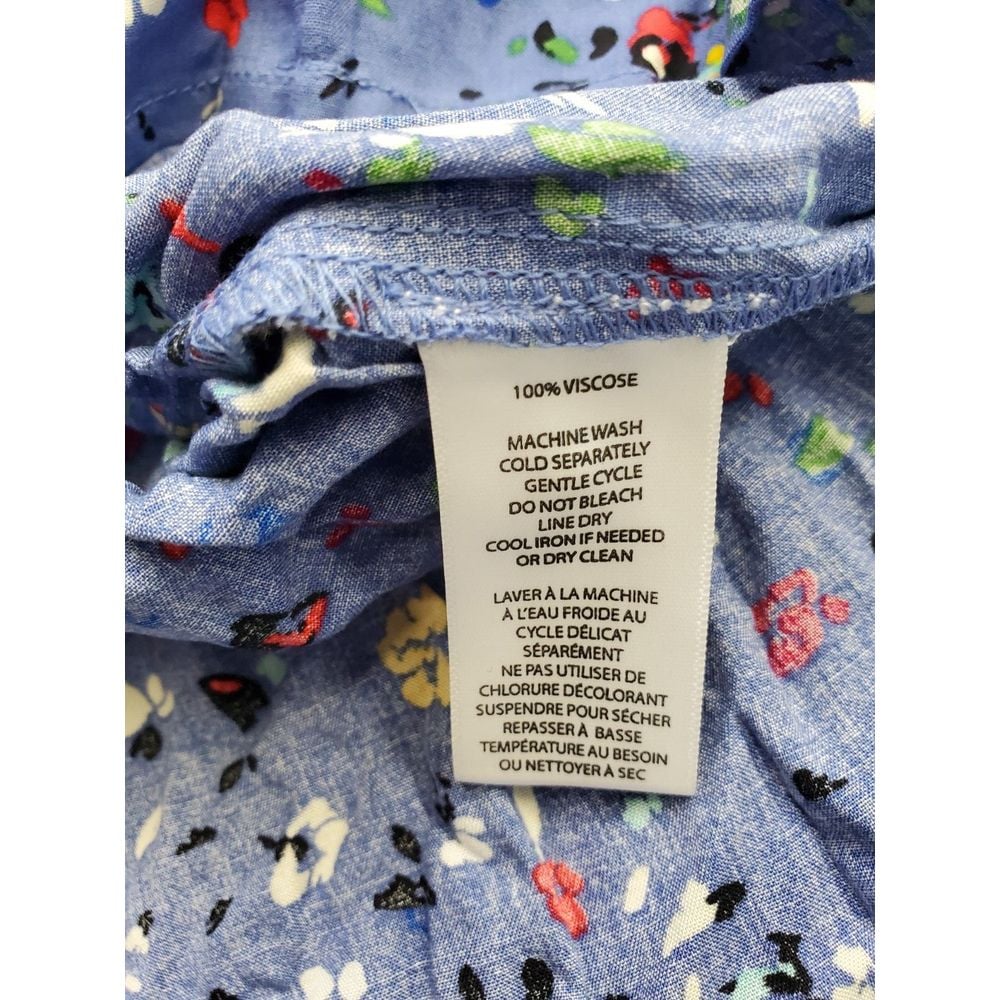 100% VISCOSE
MACHINE WASH
COLD SEPARATELY
GENTLE CYCLE
DO NOT BLEACH
LINE DRY
COOL IRON IF NEEDED
OR DRY CLEAN
LAVER À LA MACHINE
À L'EAU FROIDE AU
CYCLE DÉLICAT
SÉPARÉMENT
NE PAS UTILISER DE
CHLORURE DÉCOLORANT
SUSPENDRE POUR SÉCHER
REPASSER À BASSE
TEMPÉRATURE AU BESOIN
OU NETTOYER À SEC